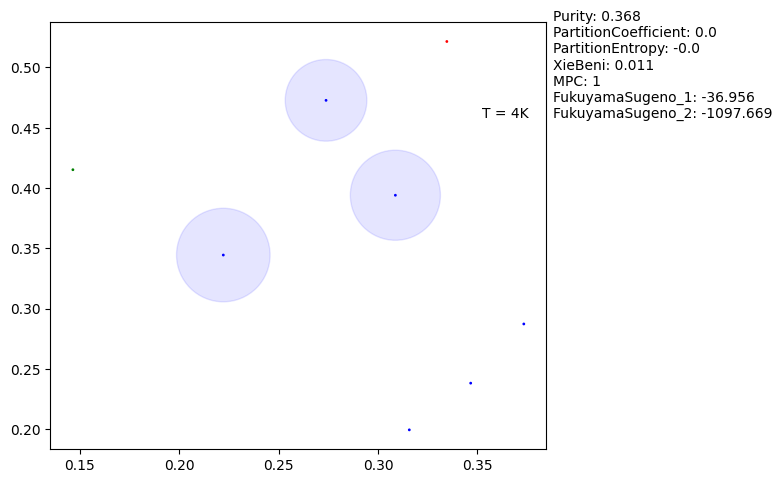 Purity: 0.368
PartitionCoefficient: 0.0
PartitionEntropy: -0.0
XieBeni: 0.011
MPC: 1
FukuyamaSugeno_1: -36.956
FukuyamaSugeno_2: -1097.669
T = 4K
0.50
0.45
0.40
0.35
0.30
0.25
0.20
0.15
0.20
0.25
0.30
0.35